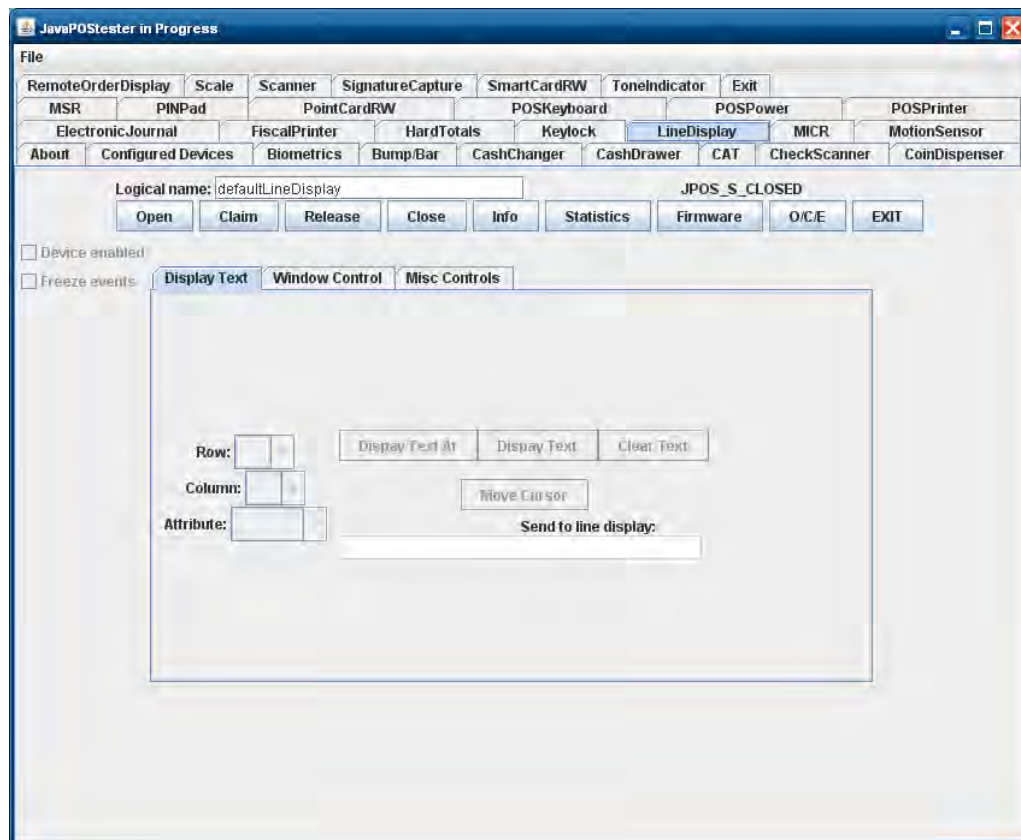 JavaPOStester in Progress
File
RemoteOrderDisplay Scale Scanner SignatureCapture SmartCardRW ToneIndicator Exit
MSR PINPad PointCardRW POSKeyboard POSPower POSPrinter
ElectronicJournal FiscalPrinter HardTotals Keylock LineDisplay MICR MotionSensor
About Configured Devices Biometrics Bump/Bar CashChanger CashDrawer CAT CheckScanner CoinDispenser
Logical name: defaultLineDisplay JPOS_S_CLOSED
Open Claim Release Close Info Statistics Firmware O/C/E EXIT
Device enabled
Freeze events Display Text Window Control Misc Controls
Row: Display Text At Display Text Clear Text
Column: Move Cursor
Attribute: Send to line display: